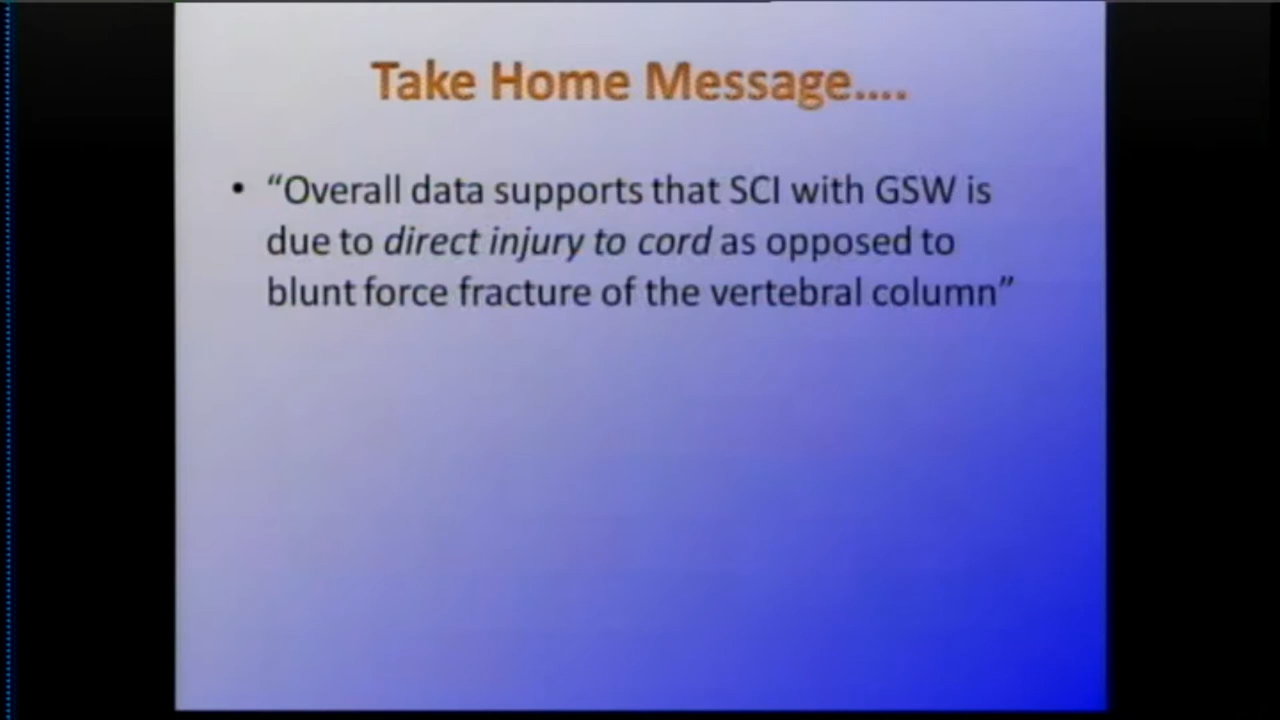 Take Home Message....
• “Overall data supports that SCI with GSW is
due to direct injury to cord as opposed to
blunt force fracture of the vertebral column”